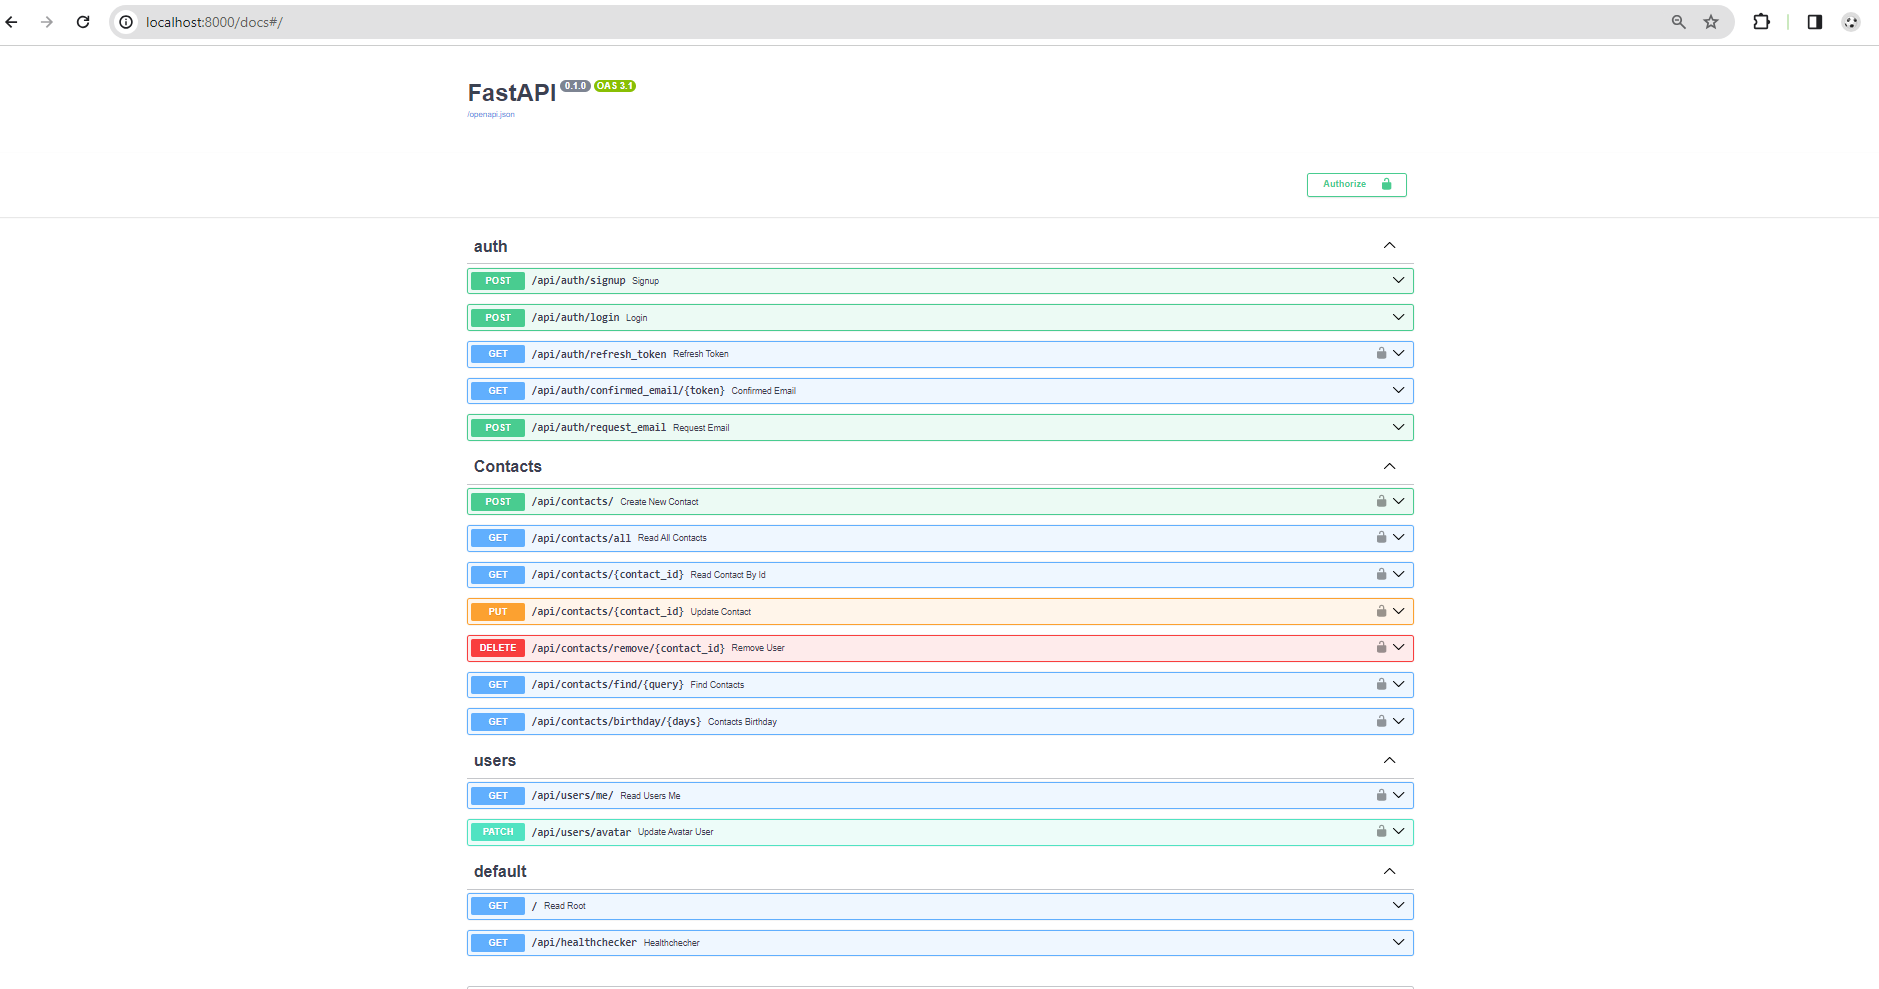 localhost:8000/docs#/
FastAPI 0.1.0 OAS 3.1
/openapi.json
Authorize
auth
POST /api/auth/signup Signup
POST /api/auth/login Login
GET /api/auth/refresh_token Refresh Token
GET /api/auth/confirmed_email/{token} Confirmed Email
POST /api/auth/request_email Request Email
Contacts
POST /api/contacts/ Create New Contact
GET /api/contacts/all Read All Contacts
GET /api/contacts/{contact_id} Read Contact By Id
PUT /api/contacts/{contact_id} Update Contact
DELETE /api/contacts/remove/{contact_id} Remove User
GET /api/contacts/find/{query} Find Contacts
GET /api/contacts/birthday/{days} Contacts Birthday
users
GET /api/users/me/ Read Users Me
PATCH /api/users/avatar Update Avatar User
default
GET / Read Root
GET /api/healthchecker Healthchecher